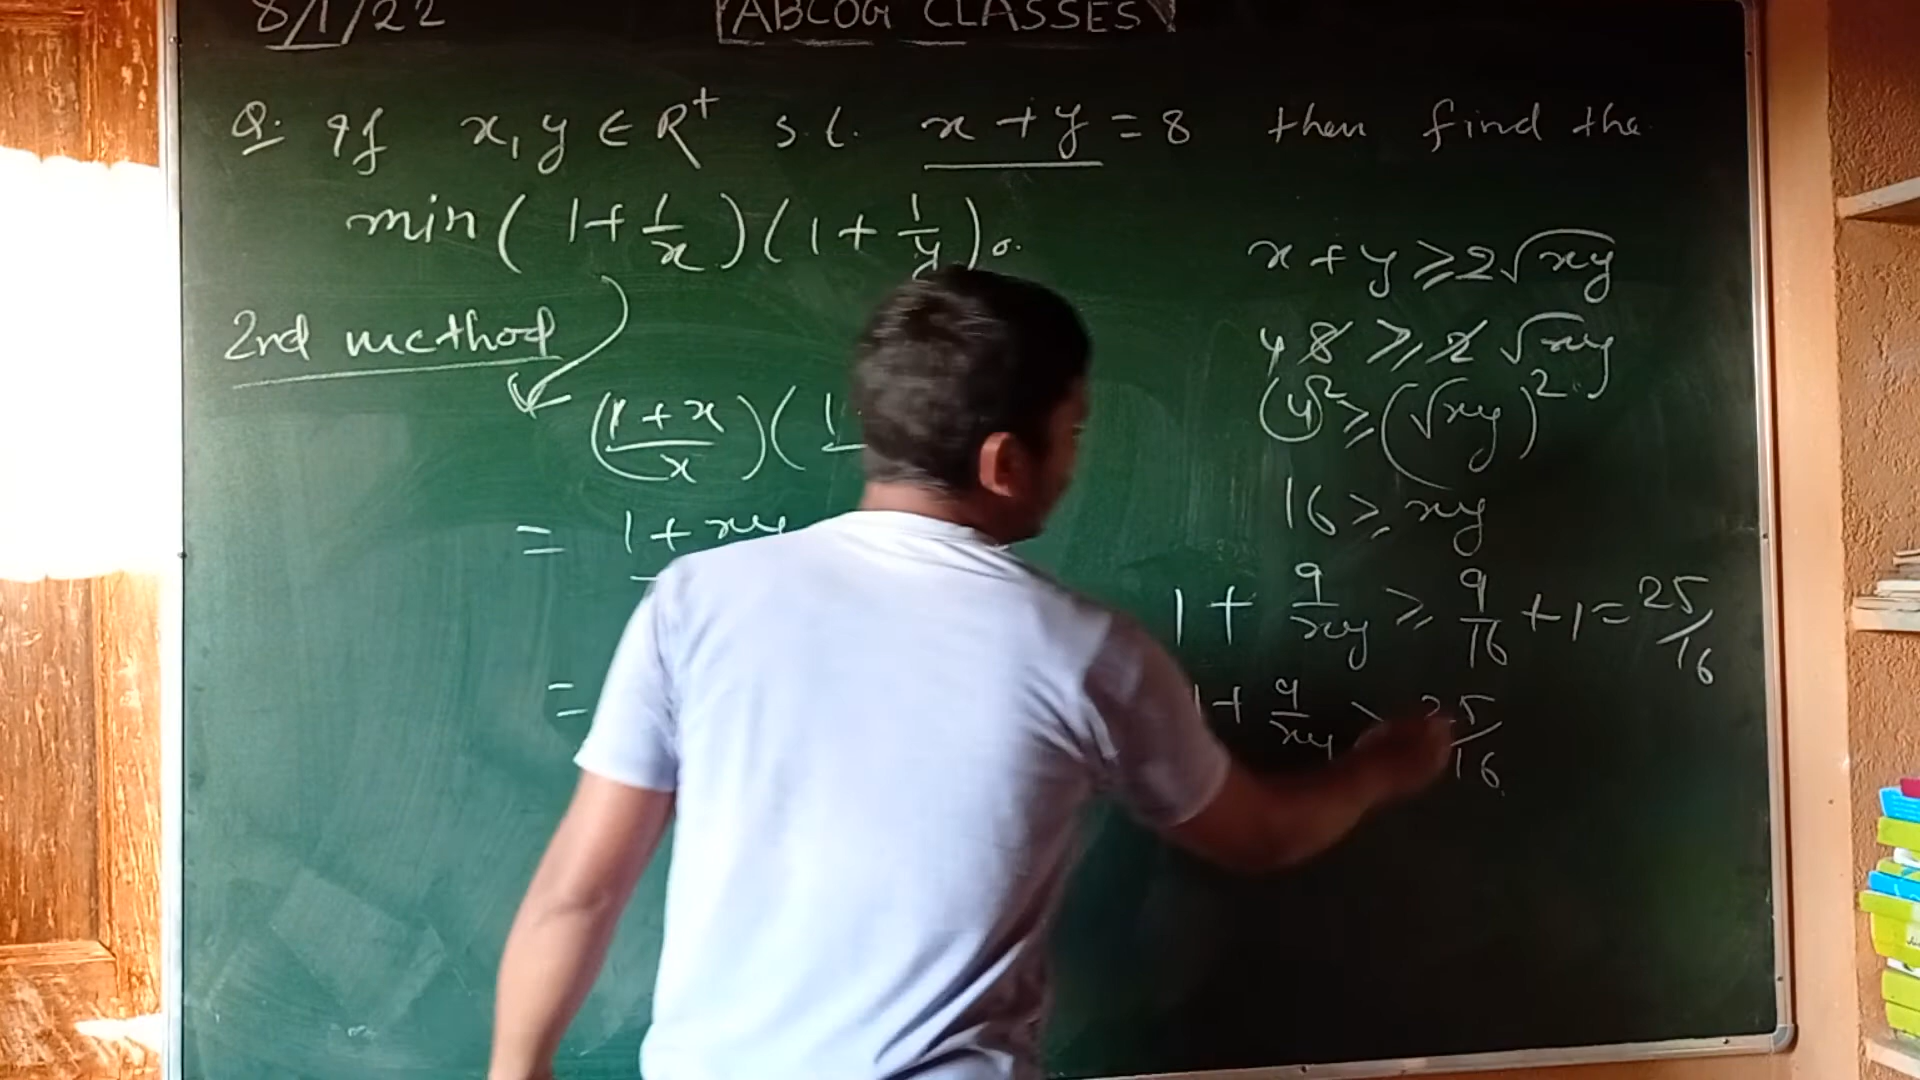 8/1/22
ABCOG CLASSES
Q. If x, y ∈ R⁺ s.t. x + y = 8 then find the
min ( 1 + 1/x ) ( 1 + 1/y ).
2nd method
( (1 + x)/x ) ( 1
= 1 + xy
=
x + y ≥ 2√xy
4 8 ≥ 2 √xy
(4)² ≥ (√xy)²
16 ≥ xy
1 + 9/xy ≥ 9/16 + 1 = 25/16
1 + 9/xy ≥ 25/16